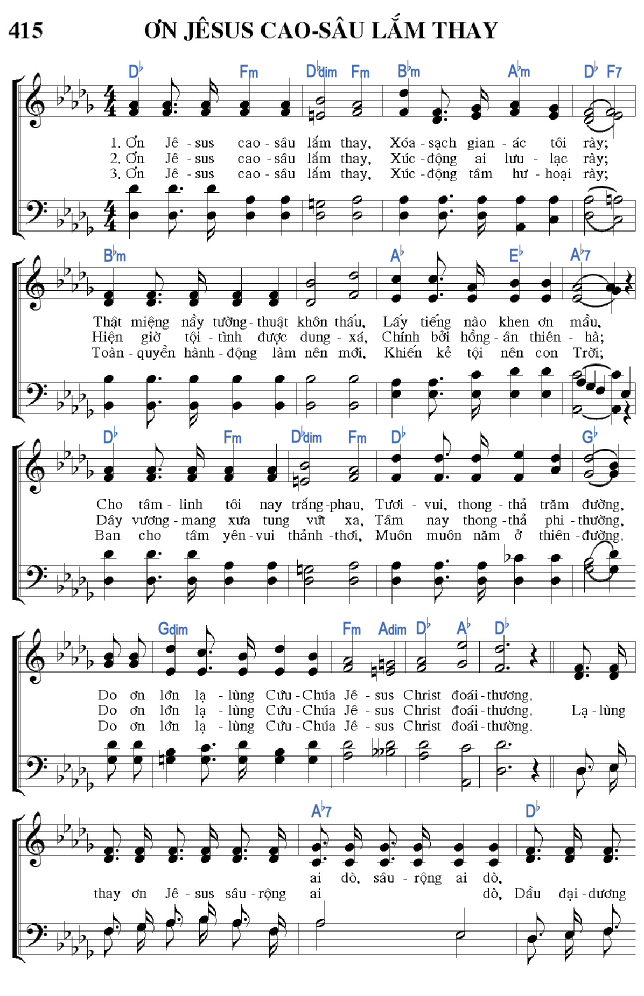 415 ƠN JÊSUS CAO-SÂU LẮM THAY
D♭ Fm D♭dim Fm B♭m A♭m D♭ F7
1. Ơn Jê - sus cao - sâu lắm thay, Xóa - sạch gian - ác tôi rày;
2. Ơn Jê - sus cao - sâu lắm thay, Xúc - động ai lưu - lạc rày;
3. Ơn Jê - sus cao - sâu lắm thay, Xúc - động tâm hư - hoại rày;
B♭m A♭ E♭ A♭7
Thật miệng nầy tường - thuật khôn thấu, Lấy tiếng nào khen ơn mầu,
Hiện giờ tội - tình được dung - xá, Chính bởi hồng - ân thiên - hà;
Toàn - quyền hành - động làm nên mới, Khiến kẻ tội nên con Trời;
D♭ Fm D♭dim Fm D♭ G♭
Cho tâm - linh tôi nay trắng - phau, Tươi - vui, thong - thả trăm đường,
Dây vương - mang xưa tung vứt xa, Tâm nay thong - thả phi - thường,
Ban cho tâm yên - vui thảnh - thơi, Muôn muôn năm ở thiên - đường.
Gdim Fm Adim D♭ A♭ D♭
Do ơn lớn lạ - lùng Cứu - Chúa Jê - sus Christ đoái - thương.
Do ơn lớn lạ - lùng Cứu - Chúa Jê - sus Christ đoái - thương. Lạ - lùng
Do ơn lớn lạ - lùng Cứu - Chúa Jê - sus Christ đoái - thường.
A♭7 D♭
ai dò, sâu - rộng ai dò,
thay ơn Jê - sus sâu - rộng ai dò, Dầu đại - dương